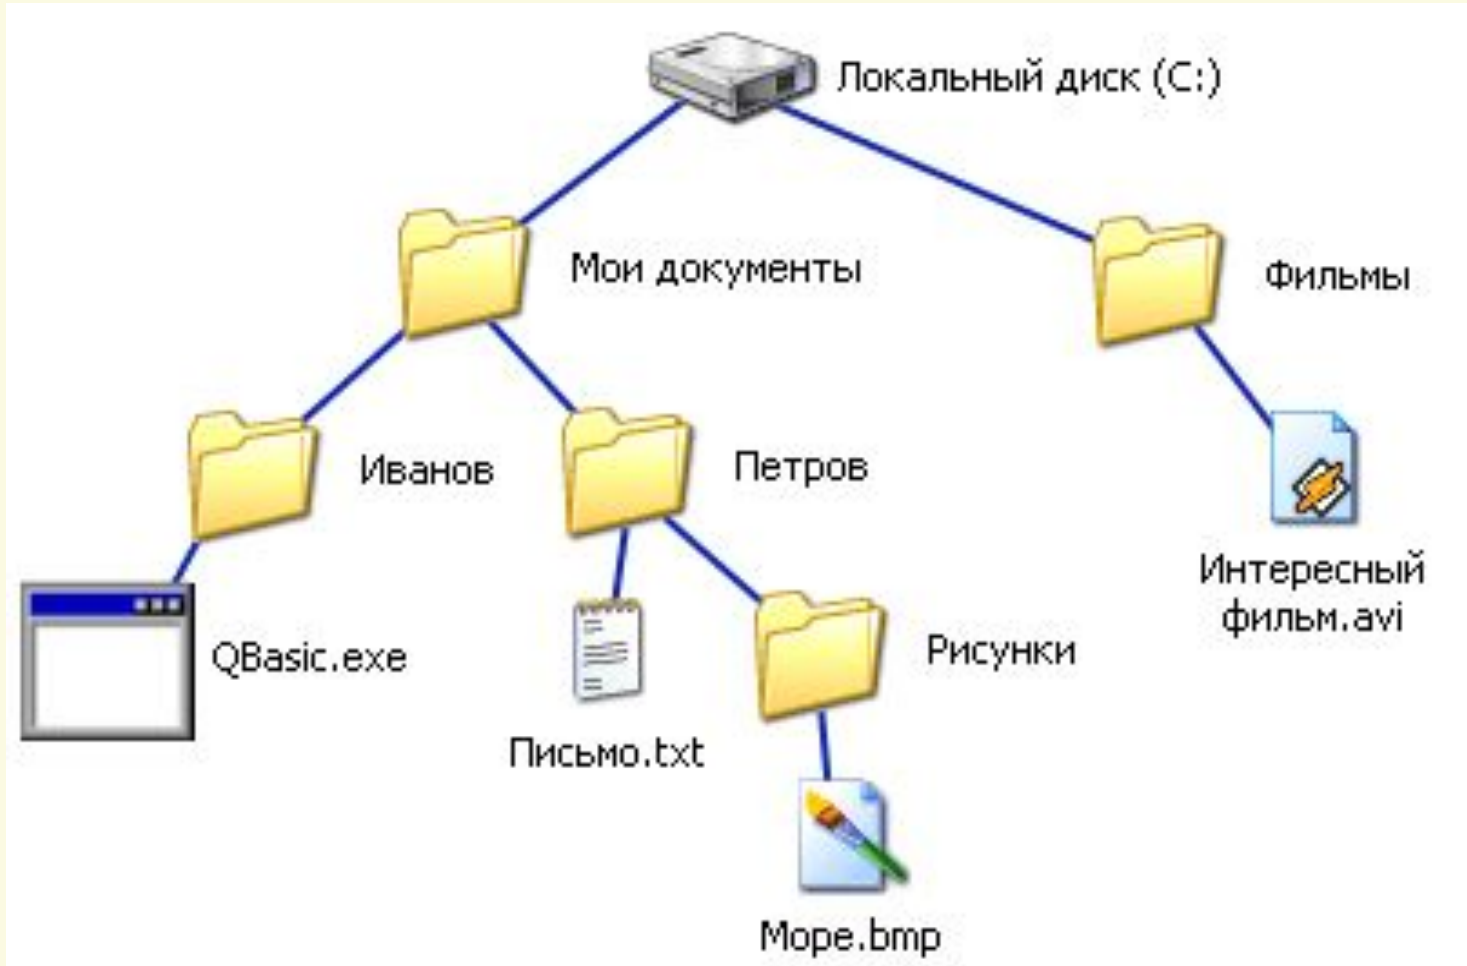 Локальный диск (C:)
Мои документы
Фильмы
Иванов
Петров
Интересный
фильм.avi
QBasic.exe
Рисунки
Письмо.txt
Море.bmp